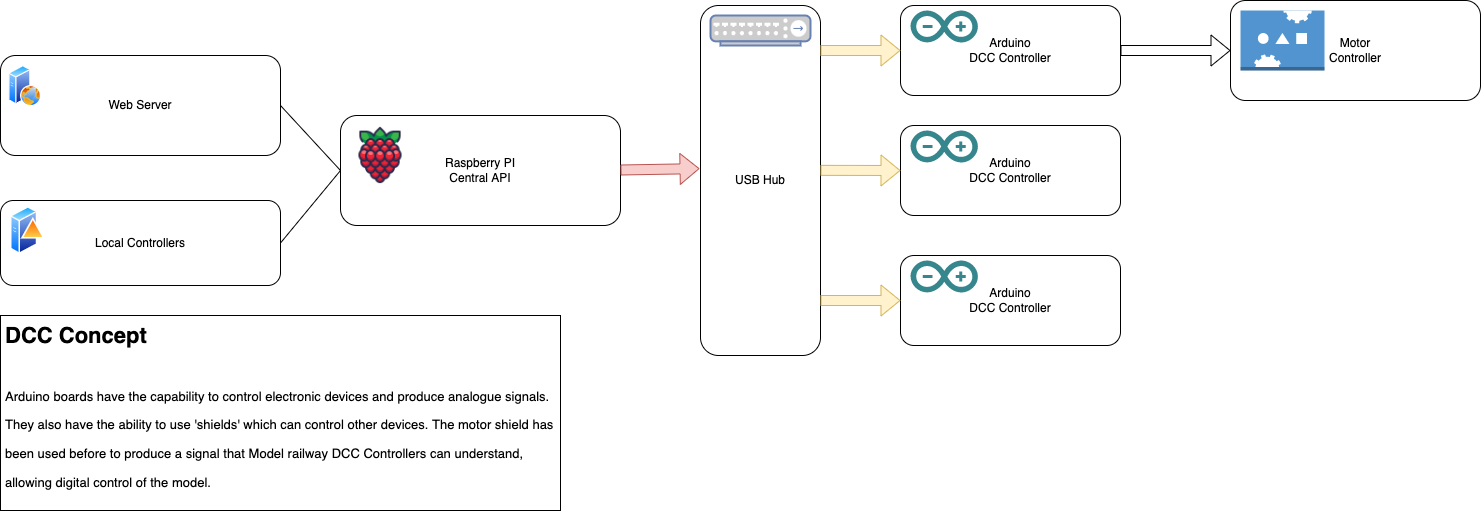 Web Server
Local Controllers
Raspberry PI
Central API
USB Hub
Arduino
DCC Controller
Motor
Controller
Arduino
DCC Controller
Arduino
DCC Controller
DCC Concept
Arduino boards have the capability to control electronic devices and produce analogue signals.
They also have the ability to use 'shields' which can control other devices. The motor shield has
been used before to produce a signal that Model railway DCC Controllers can understand,
allowing digital control of the model.